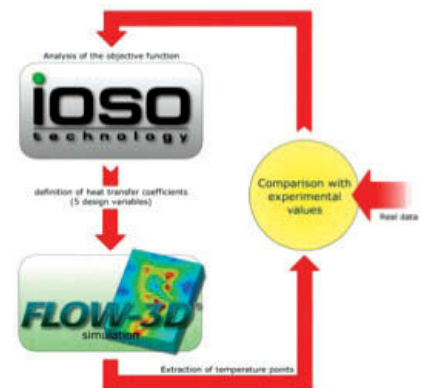 Analysis of the objective function
iOSO
technology
definition of heat transfer coefficients
(5 design variables)
Comparison with
experimental
values
Real data
FLOW-3D®
simulation
Extraction of temperature points